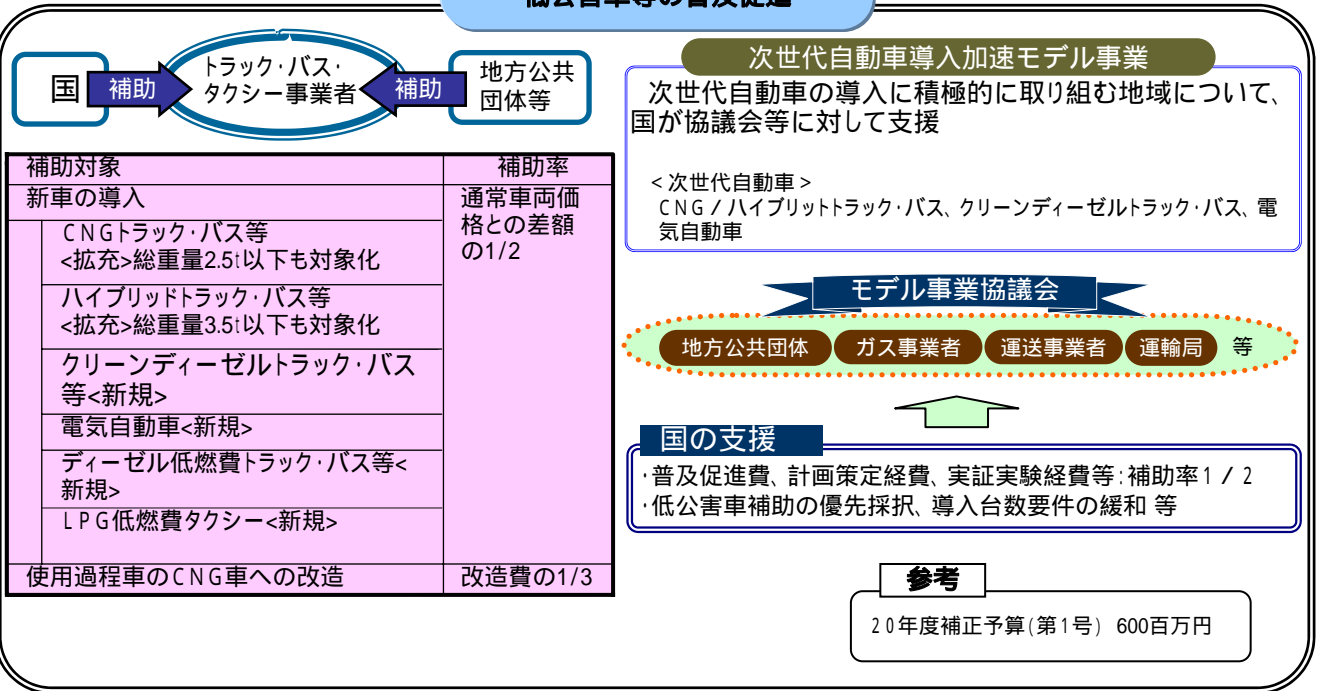 低公害車等の普及促進
国
補助
トラック・バス・
タクシー事業者
補助
地方公共
団体等
補助対象
補助率
新車の導入
通常車両価
格との差額
の1/2
CNGトラック・バス等
<拡充>総重量2.5t以下も対象化
ハイブリッドトラック・バス等
<拡充>総重量3.5t以下も対象化
クリーンディーゼルトラック・バス
等<新規>
電気自動車<新規>
ディーゼル低燃費トラック・バス等<
新規>
LPG低燃費タクシー<新規>
使用過程車のCNG車への改造
改造費の1/3
次世代自動車導入加速モデル事業
次世代自動車の導入に積極的に取り組む地域について、
国が協議会等に対して支援
<次世代自動車>
CNG/ハイブリットトラック・バス、クリーンディーゼルトラック・バス、電
気自動車
モデル事業協議会
地方公共団体 ガス事業者 運送事業者 運輸局 等
国の支援
・普及促進費、計画策定経費、実証実験経費等:補助率1/2
・低公害車補助の優先採択、導入台数要件の緩和 等
参考
20年度補正予算(第1号) 600百万円